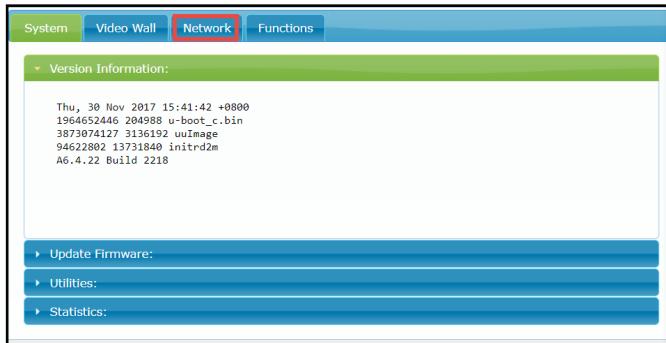 System Video Wall Network Functions
Version Information:
Thu, 30 Nov 2017 15:41:42 +0800
1964652446 204988 u-boot_c.bin
3873074127 3136192 uuImage
94622802 13731840 initrd2m
A6.4.22 Build 2218
Update Firmware:
Utilities:
Statistics: